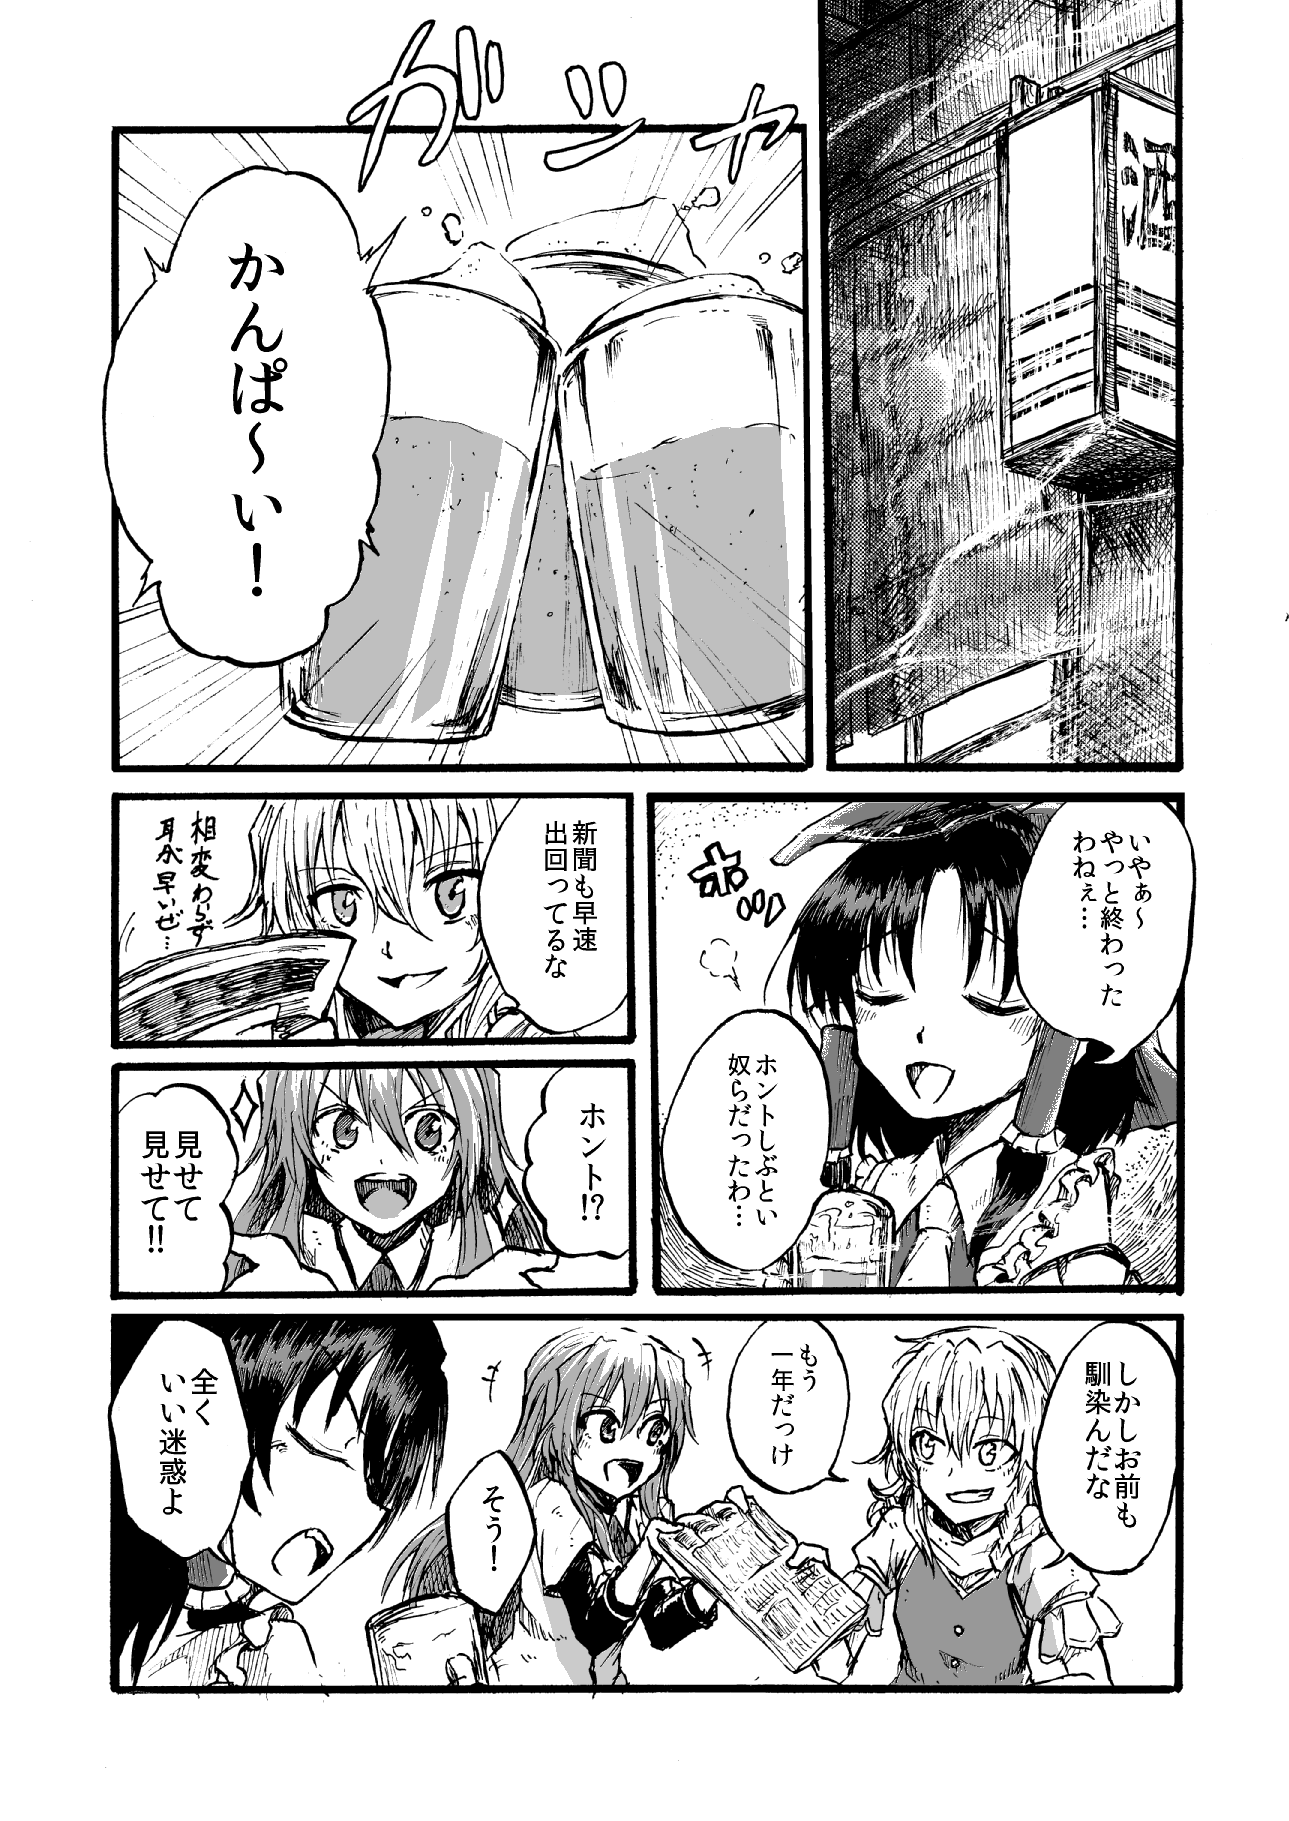 酒
ガシャ
かんぱ～い！
いやぁ～
やっと終わった
わねぇ…
ホッ
ホントしぶとい
奴らだったわ…
新聞も早速
出回ってるな
相変わらず
耳が早いぜ…
ホント!?
見せて
見せて!!
しかしお前も
馴染んだな
もう
一年だっけ
そう！
全く
いい迷惑よ